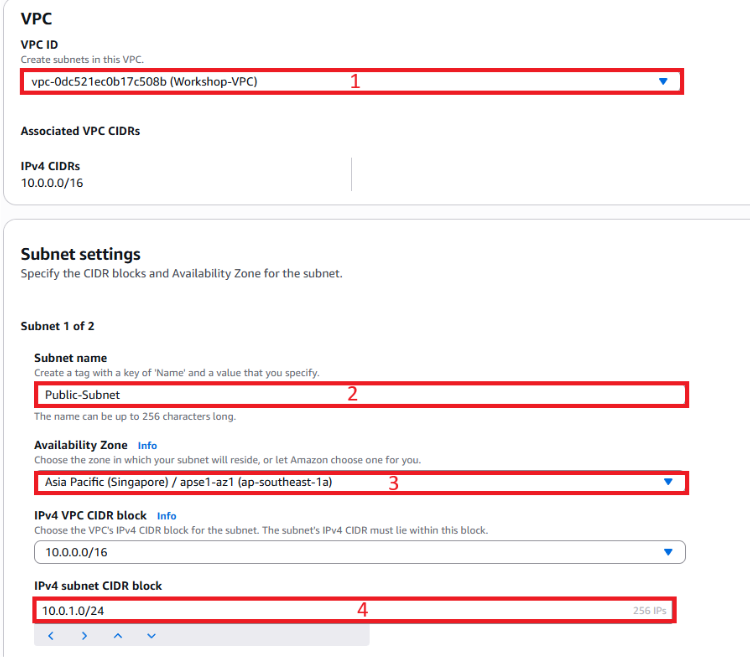 VPC
VPC ID
Create subnets in this VPC.
vpc-0dc521ec0b17c508b (Workshop-VPC) 1
Associated VPC CIDRs
IPv4 CIDRs
10.0.0.0/16
Subnet settings
Specify the CIDR blocks and Availability Zone for the subnet.
Subnet 1 of 2
Subnet name
Create a tag with a key of 'Name' and a value that you specify.
Public-Subnet 2
The name can be up to 256 characters long.
Availability Zone Info
Choose the zone in which your subnet will reside, or let Amazon choose one for you.
Asia Pacific (Singapore) / apse1-az1 (ap-southeast-1a) 3
IPv4 VPC CIDR block Info
Choose the VPC's IPv4 CIDR block for the subnet. The subnet's IPv4 CIDR must lie within this block.
10.0.0.0/16
IPv4 subnet CIDR block
10.0.1.0/24 4 256 IPs